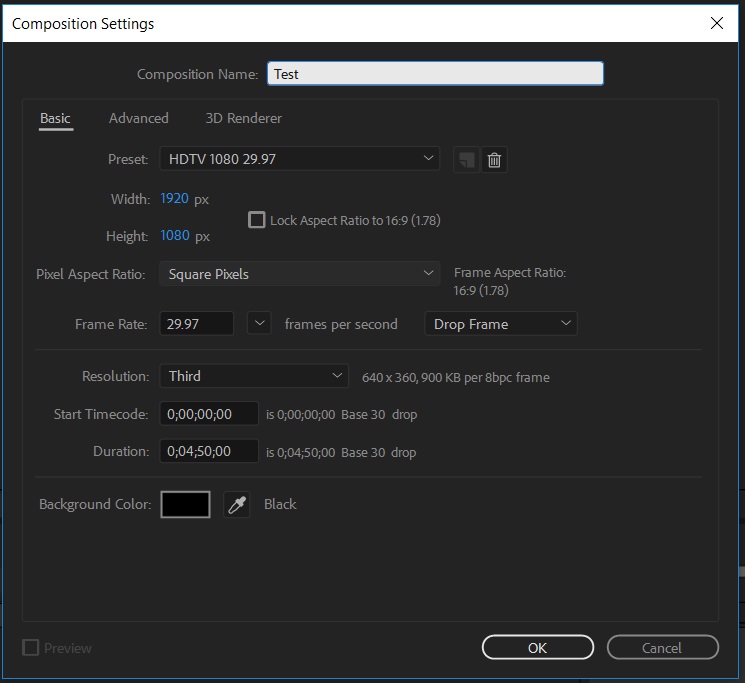 Composition Settings
Composition Name: Test
Basic Advanced 3D Renderer
Preset: HDTV 1080 29.97
Width: 1920 px
Lock Aspect Ratio to 16:9 (1.78)
Height: 1080 px
Pixel Aspect Ratio: Square Pixels Frame Aspect Ratio:
16:9 (1.78)
Frame Rate: 29.97 frames per second Drop Frame
Resolution: Third 640 x 360, 900 KB per 8bpc frame
Start Timecode: 0;00;00;00 is 0;00;00;00 Base 30 drop
Duration: 0;04;50;00 is 0;04;50;00 Base 30 drop
Background Color: Black
Preview OK Cancel